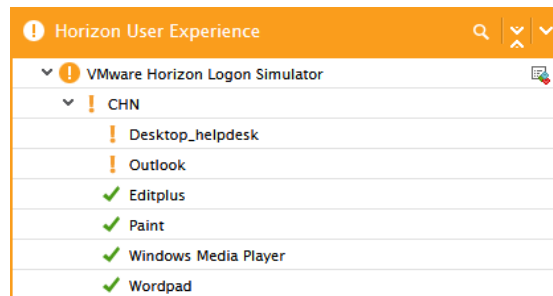 Horizon User Experience
VMware Horizon Logon Simulator
CHN
Desktop_helpdesk
Outlook
Editplus
Paint
Windows Media Player
Wordpad